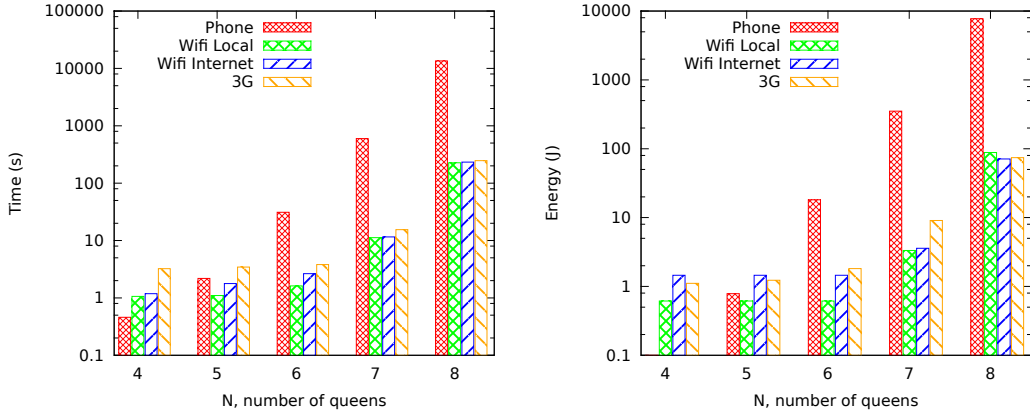 Time (s)
100000
10000
1000
100
10
1
0.1
Phone
Wifi Local
Wifi Internet
3G
4 5 6 7 8
N, number of queens
Energy (J)
10000
1000
100
10
1
0.1
Phone
Wifi Local
Wifi Internet
3G
4 5 6 7 8
N, number of queens